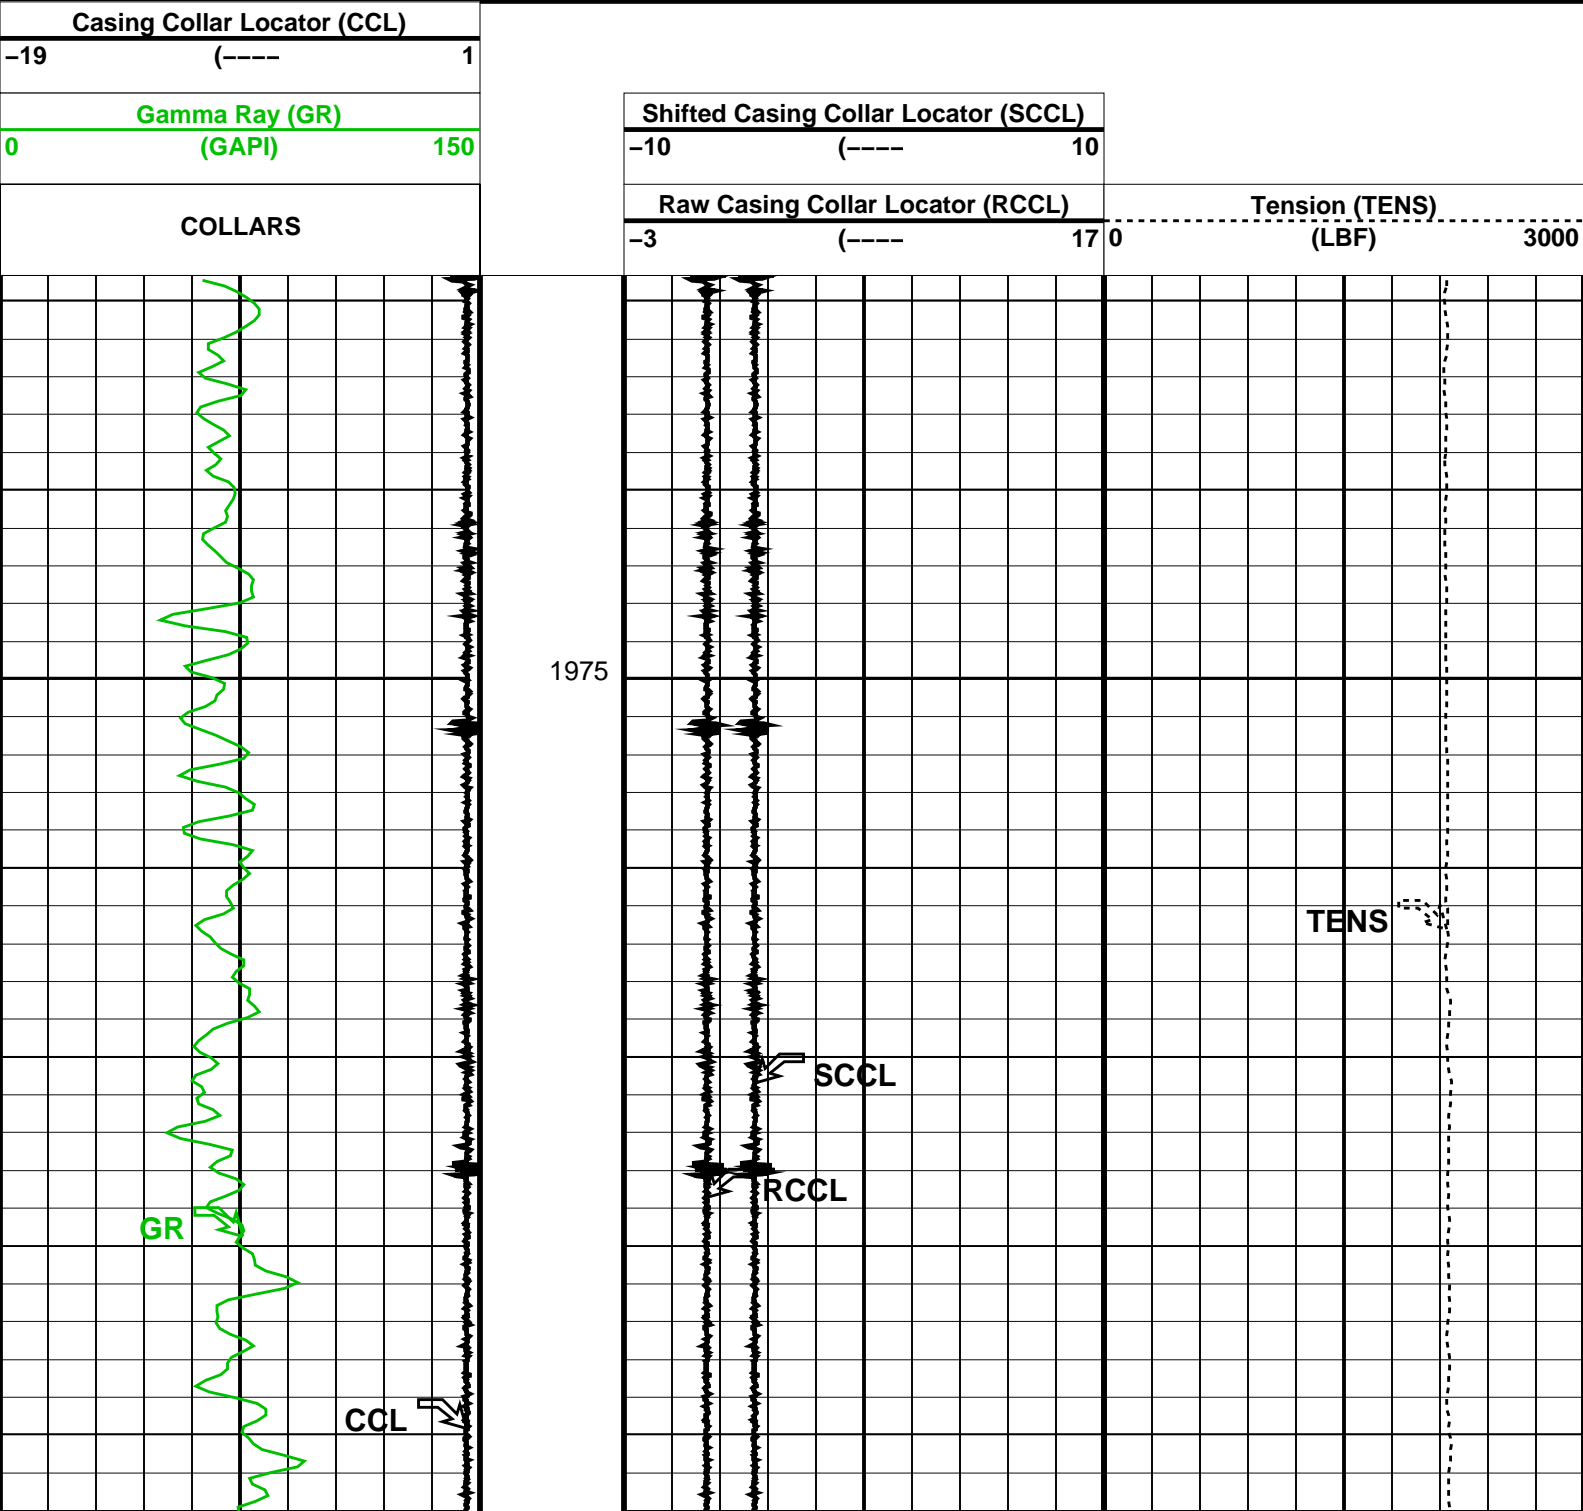 Casing Collar Locator (CCL)
−19 (−−−− 1
Gamma Ray (GR)
0 (GAPI) 150
COLLARS
Shifted Casing Collar Locator (SCCL)
−10 (−−−− 10
Raw Casing Collar Locator (RCCL)
−3 (−−−− 17
Tension (TENS)
0 (LBF) 3000
1975
TENS
SCCL
RCCL
GR
CCL